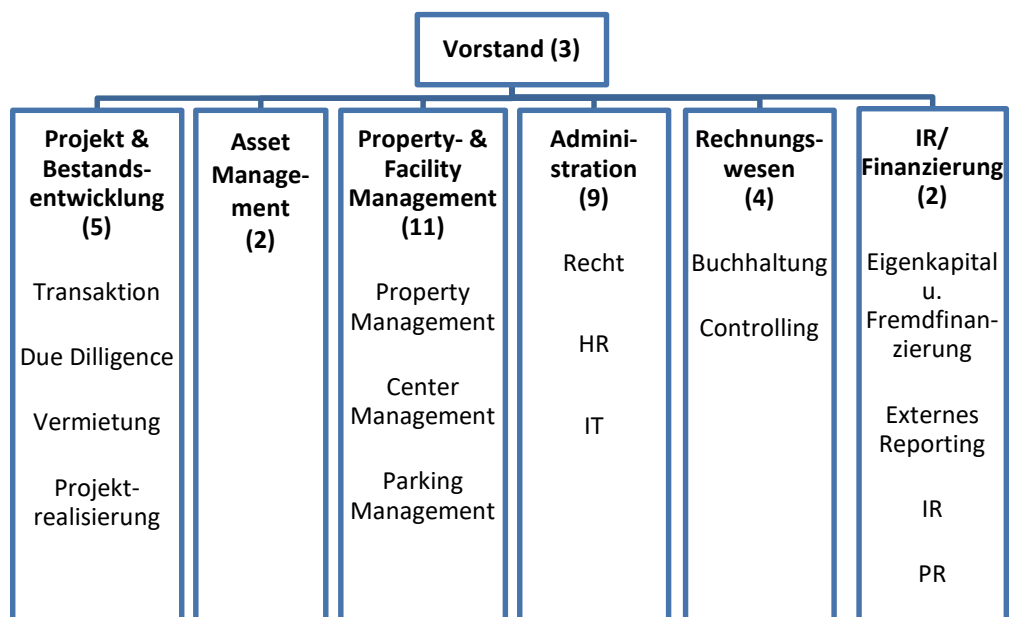 Vorstand (3)
Projekt &
Bestands-
entwicklung
(5)
Transaktion
Due Dilligence
Vermietung
Projekt-
realisierung
Asset
Manage-
ment
(2)
Property- &
Facility
Management
(11)
Property
Management
Center
Management
Parking
Management
Admini-
stration
(9)
Recht
HR
IT
Rechnungs-
wesen
(4)
Buchhaltung
Controlling
IR/
Finanzierung
(2)
Eigenkapital
u.
Fremdfinan-
zierung
Externes
Reporting
IR
PR